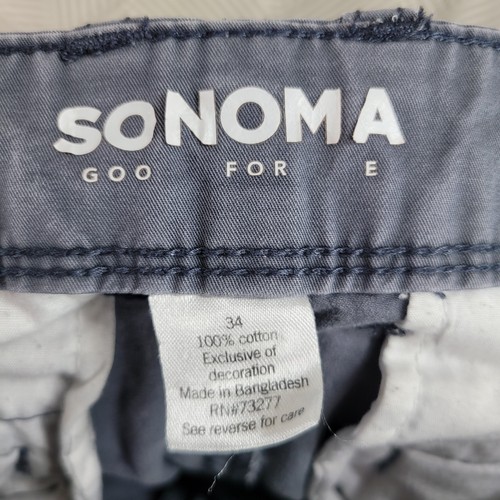 SONOMA
GOO FOR E
34
100% cotton
Exclusive of
decoration
Made in Bangladesh
RN#73277
See reverse for care